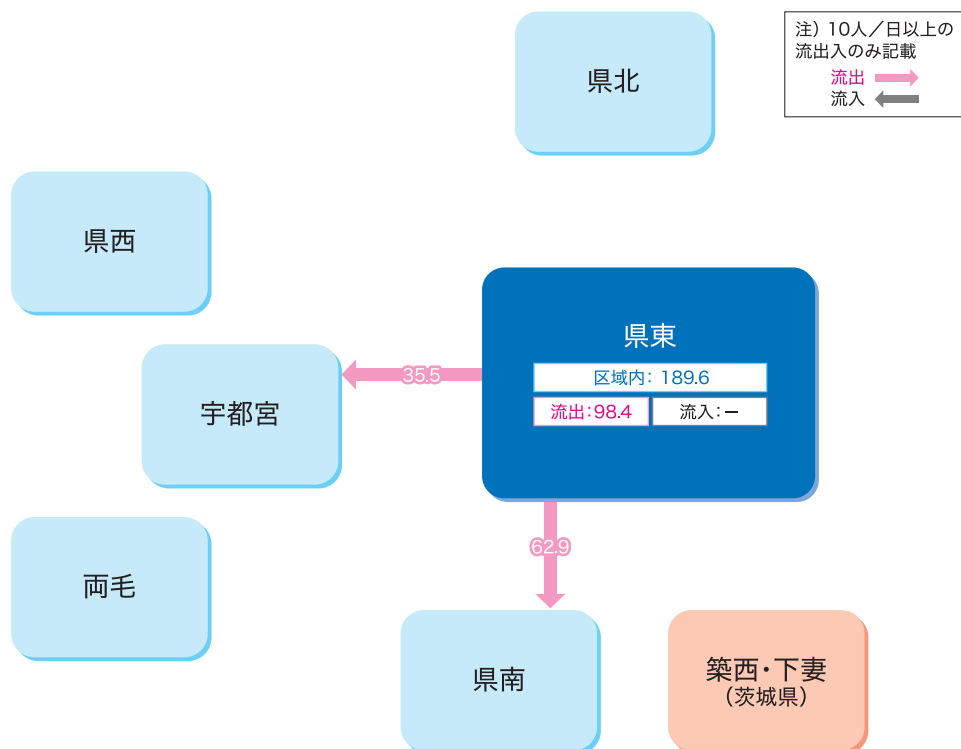 注）10人／日以上の
流出入のみ記載
流出
流入
県北
県西
県東
区域内：189.6
流出：98.4
流入：−
35.5
宇都宮
62.9
両毛
県南
築西・下妻
（茨城県）